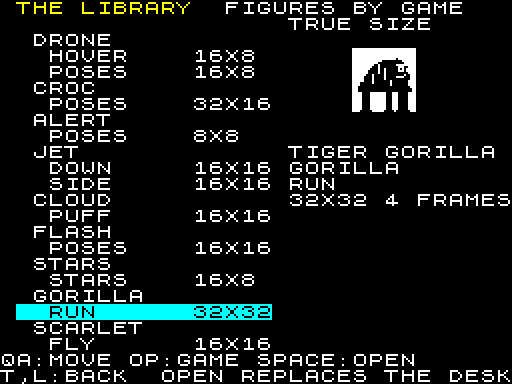 THE LIBRARY FIGURES BY GAME
TRUE SIZE
DRONE
HOVER 16X8
POSES 16X8
CROC
POSES 32X16
ALERT
POSES 8X8
JET
DOWN 16X16
SIDE 16X16
CLOUD
PUFF 16X16
FLASH
POSES 16X16
STARS
STARS 16X8
GORILLA
RUN 32X32
SCARLET
FLY 16X16
TIGER GORILLA
GORILLA
RUN
32X32 4 FRAMES
QA:MOVE OP:GAME SPACE:OPEN
T,L:BACK OPEN REPLACES THE DESK